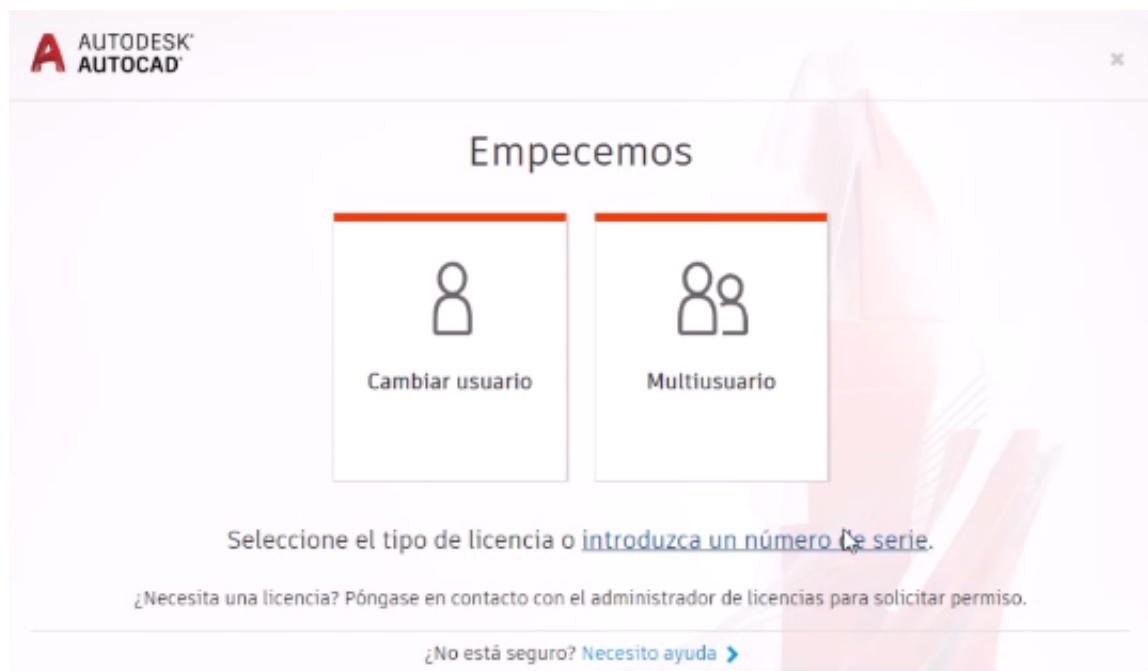 AUTODESK®
AUTOCAD®
Empecemos
Cambiar usuario
Multiusuario
Seleccione el tipo de licencia o introduzca un número de serie.
¿Necesita una licencia? Póngase en contacto con el administrador de licencias para solicitar permiso.
¿No está seguro? Necesito ayuda